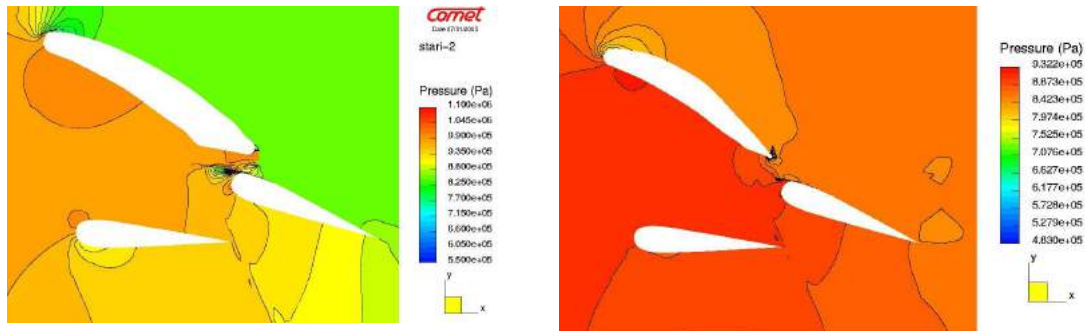 Comet
stari-2
Pressure (Pa)
1.100e+06
1.045e+06
9.900e+05
9.350e+05
8.800e+05
8.250e+05
7.700e+05
7.150e+05
6.600e+05
6.050e+05
5.500e+05
y
x
Pressure (Pa)
9.322e+05
8.873e+05
8.423e+05
7.974e+05
7.525e+05
7.076e+05
6.627e+05
6.177e+05
5.728e+05
5.279e+05
4.830e+05
y
x